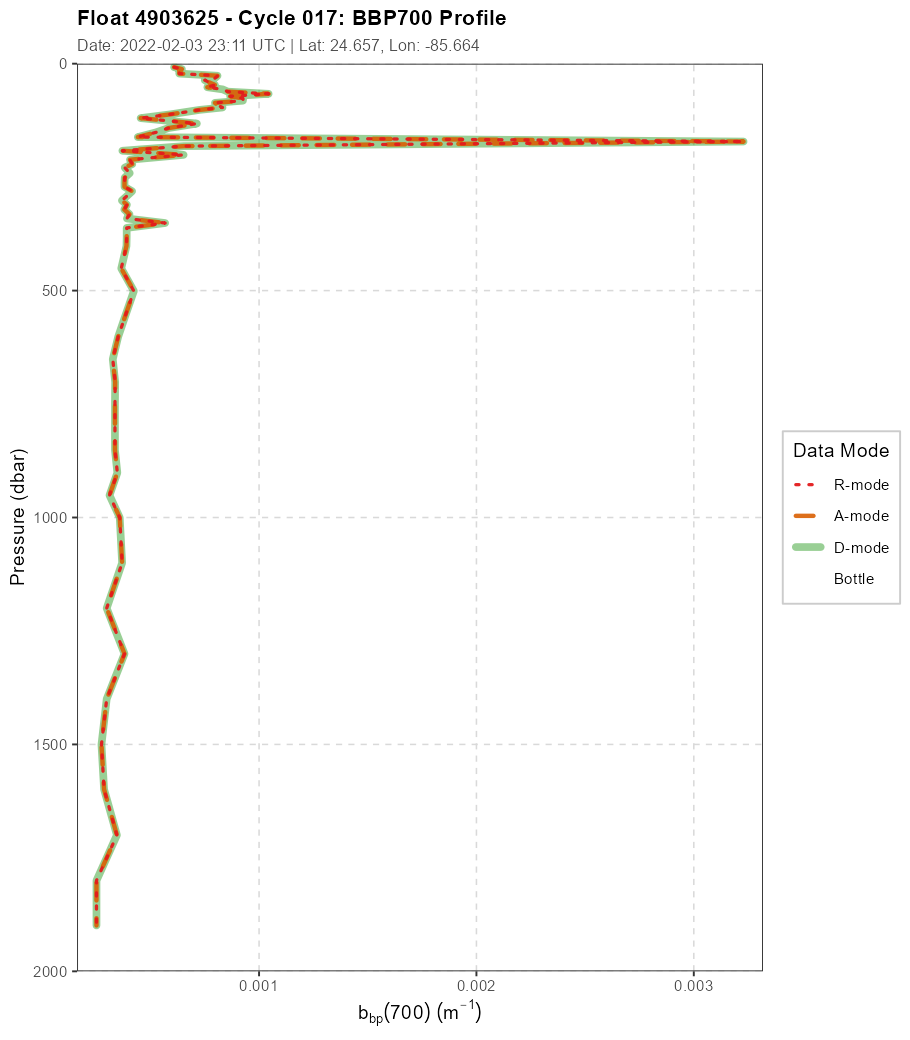 Float 4903625 - Cycle 017: BBP700 Profile
Date: 2022-02-03 23:11 UTC | Lat: 24.657, Lon: -85.664
0
500
1000
1500
2000
Pressure (dbar)
0.001
0.002
0.003
b_bp(700) (m⁻¹)
Data Mode
R-mode
A-mode
D-mode
Bottle